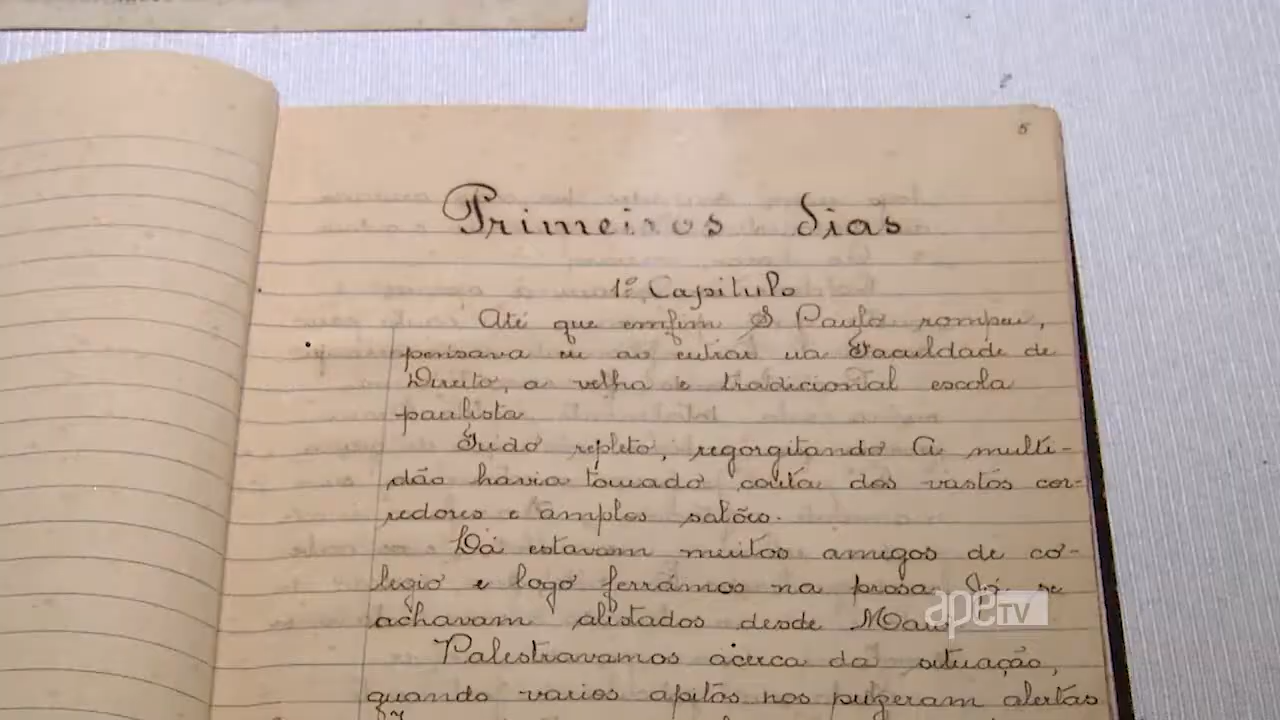 5
Primeiros dias
1º Capitulo
Até que emfim S Paulo rompeu,
pensava eu ao entrar na Faculdade de
Direito, a velha e tradicional escola
paulista
Tudo repleto, regorgitando A multi-
dão havia tomado conta dos vastos cor-
redores e amplos salões.
Lá estavam muitos amigos de co-
legio e logo ferrámos na prosa Já se
achavam alistados desde Maio
apeTV
Palestravamos àcerca da situação,
quando varios apitos nos puzeram alertas